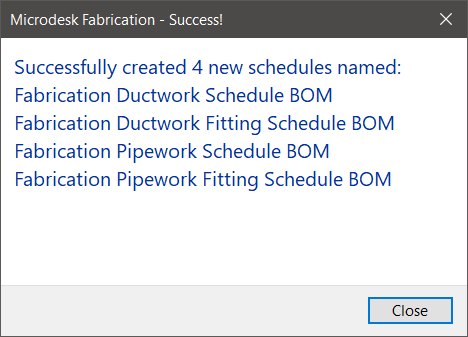 Microdesk Fabrication - Success!
Successfully created 4 new schedules named:
Fabrication Ductwork Schedule BOM
Fabrication Ductwork Fitting Schedule BOM
Fabrication Pipework Schedule BOM
Fabrication Pipework Fitting Schedule BOM
Close